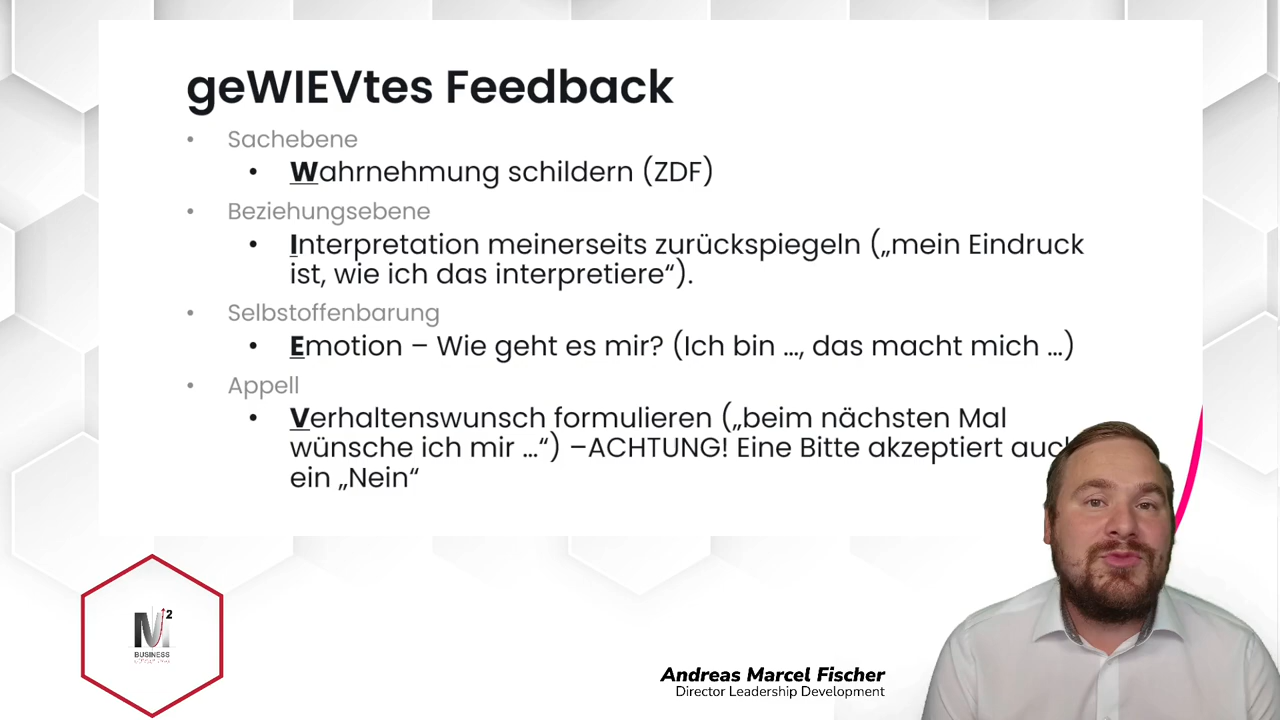 geWIEVtes Feedback
• Sachebene
• Wahrnehmung schildern (ZDF)
• Beziehungsebene
• Interpretation meinerseits zurückspiegeln („mein Eindruck
ist, wie ich das interpretiere“).
• Selbstoffenbarung
• Emotion – Wie geht es mir? (Ich bin …, das macht mich …)
• Appell
• Verhaltenswunsch formulieren („beim nächsten Mal
wünsche ich mir …“) –ACHTUNG! Eine Bitte akzeptiert auch
ein „Nein“
M²
BUSINESS
Andreas Marcel Fischer
Director Leadership Development